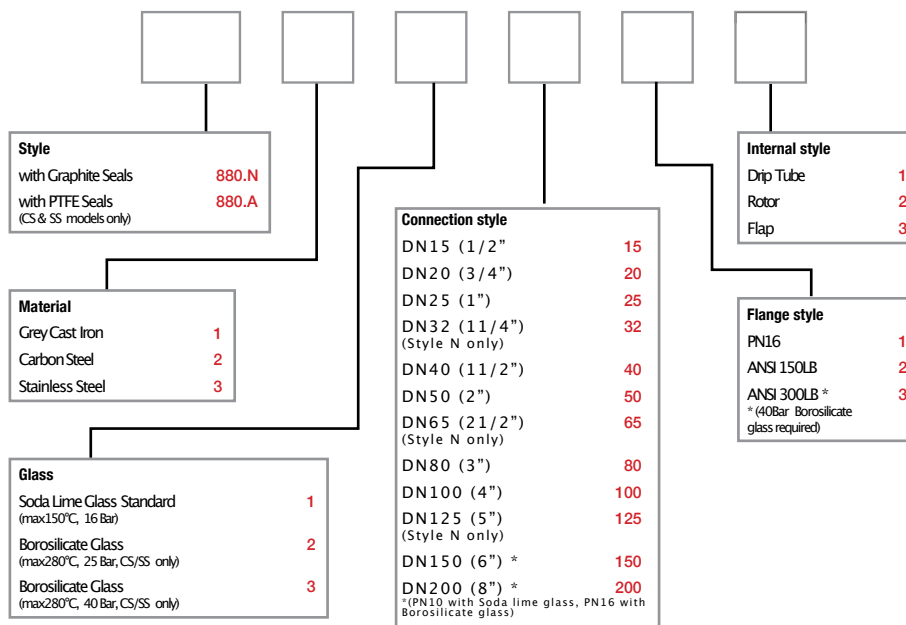 Style
with Graphite Seals 880.N
with PTFE Seals 880.A
(CS & SS models only)
Material
Grey Cast Iron 1
Carbon Steel 2
Stainless Steel 3
Glass
Soda Lime Glass Standard 1
(max150°C, 16 Bar)
Borosilicate Glass 2
(max280°C, 25 Bar, CS/SS only)
Borosilicate Glass 3
(max280°C, 40 Bar, CS/SS only)
Connection style
DN15 (1/2" 15
DN20 (3/4") 20
DN25 (1") 25
DN32 (11/4") 32
(Style N only)
DN40 (11/2") 40
DN50 (2") 50
DN65 (21/2") 65
(Style N only)
DN80 (3") 80
DN100 (4") 100
DN125 (5") 125
(Style N only)
DN150 (6") * 150
DN200 (8") * 200
*(PN10 with Soda lime glass, PN16 with
Borosilicate glass)
Internal style
Drip Tube 1
Rotor 2
Flap 3
Flange style
PN16 1
ANSI 150LB 2
ANSI 300LB * 3
* (40Bar Borosilicate
glass required)